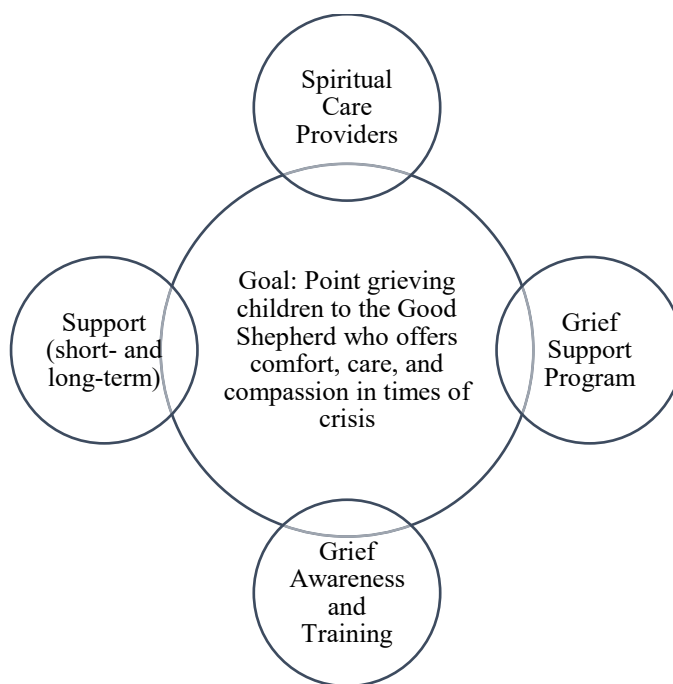 Spiritual
Care
Providers
Goal: Point grieving
children to the Good
Shepherd who offers
comfort, care, and
compassion in times of
crisis
Support
(short- and
long-term)
Grief
Support
Program
Grief
Awareness
and
Training